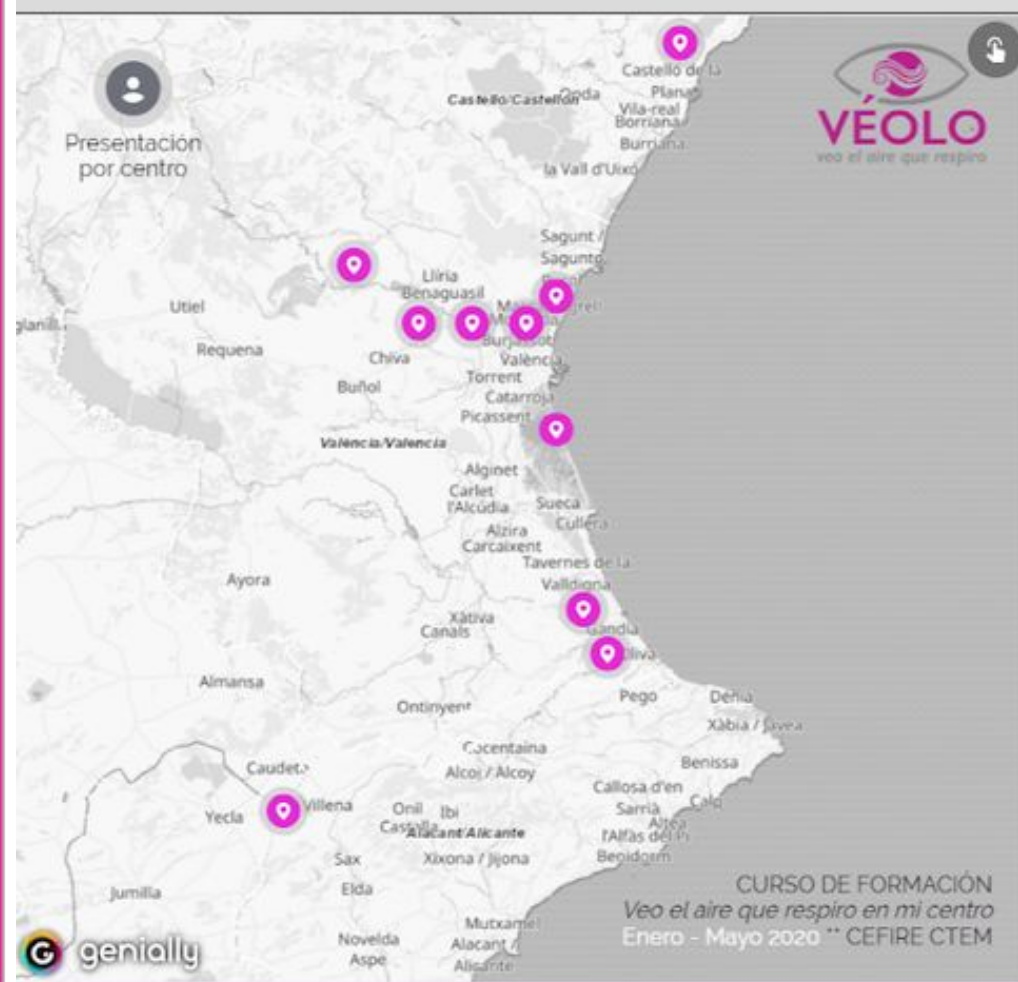 Presentación
por centro
Castelló de la
Plana
Castelló/Castellón
Onda
Vila-real
Borriana /
Burriana
la Vall d'Uixó
VÉOLO
veo el aire que respiro
Sagunt /
Sagunto
Llíria
Benaguasil
Utiel
Requena
Chiva
València
Buñol
Torrent
Catarroja
Picassent
València/Valencia
Alginet
Carlet
l'Alcúdia
Sueca
Cullera
Alzira
Carcaixent
Tavernes de la
Valldigna
Ayora
Xàtiva
Canals
Gandia
Almansa
Pego
Dénia
Ontinyent
Xàbia / Jávea
Cocentaina
Caudete
Alcoi / Alcoy
Benissa
Callosa d'en
Sarrià
Calp
Yecla
Villena
Onil
Ibi
Castalla
Alacant/Alicante
Altea
l'Alfàs del Pi
Benidorm
Sax
Xixona / Jijona
Elda
Jumilla
Mutxamel
Novelda
Aspe
Alacant /
Alicante
CURSO DE FORMACIÓN
Veo el aire que respiro en mi centro
Enero - Mayo 2020 ** CEFIRE CTEM
genially